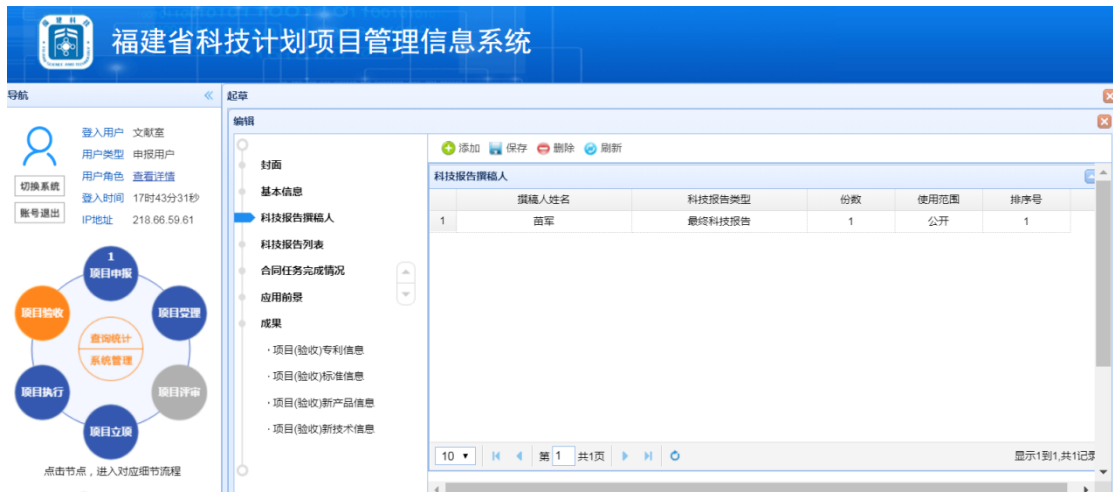 福建省科技计划项目管理信息系统
导航
起草
编辑
登入用户 文献室
用户类型 申报用户
用户角色 查看详情
登入时间 17时43分31秒
IP地址 218.66.59.61
切换系统
账号退出
1
项目申报
项目验收
项目受理
查询统计
系统管理
项目执行
项目评审
项目立项
点击节点，进入对应细节流程
封面
基本信息
科技报告撰稿人
科技报告列表
合同任务完成情况
应用前景
成果
·项目(验收)专利信息
·项目(验收)标准信息
·项目(验收)新产品信息
·项目(验收)新技术信息
添加 保存 删除 刷新
科技报告撰稿人
撰稿人姓名 科技报告类型 份数 使用范围 排序号
1 苗军 最终科技报告 1 公开 1
10 第 1 共1页
显示1到1,共1记录